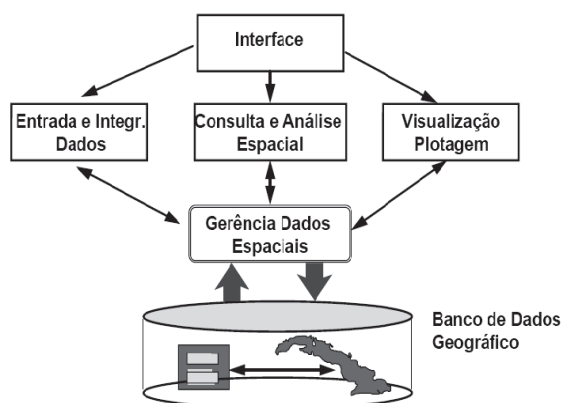 Interface
Entrada e Integr.
Dados
Consulta e Análise
Espacial
Visualização
Plotagem
Gerência Dados
Espaciais
Banco de Dados
Geográfico